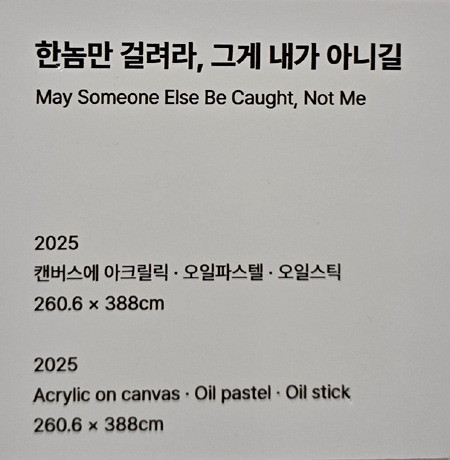 한놈만 걸려라, 그게 내가 아니길
May Someone Else Be Caught, Not Me
2025
캔버스에 아크릴릭 · 오일파스텔 · 오일스틱
260.6 × 388cm
2025
Acrylic on canvas · Oil pastel · Oil stick
260.6 × 388cm